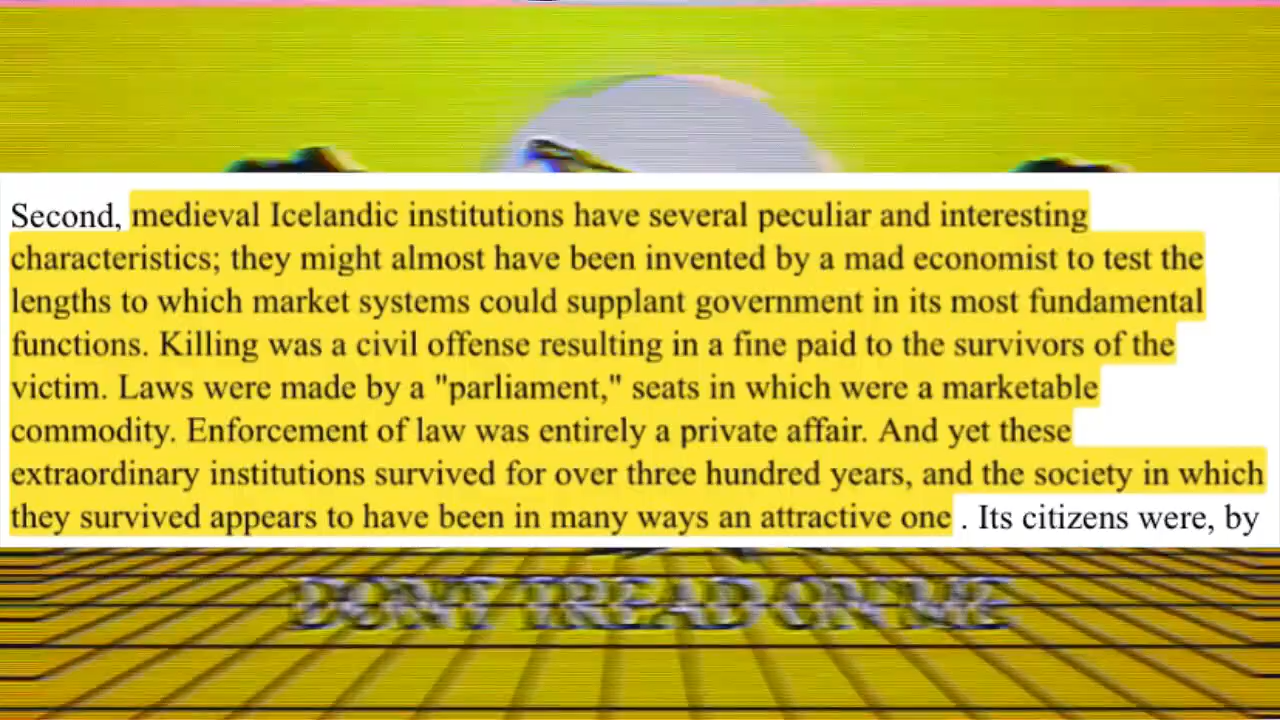 Second, medieval Icelandic institutions have several peculiar and interesting
characteristics; they might almost have been invented by a mad economist to test the
lengths to which market systems could supplant government in its most fundamental
functions. Killing was a civil offense resulting in a fine paid to the survivors of the
victim. Laws were made by a "parliament," seats in which were a marketable
commodity. Enforcement of law was entirely a private affair. And yet these
extraordinary institutions survived for over three hundred years, and the society in which
they survived appears to have been in many ways an attractive one . Its citizens were, by
DONT TREAD ON ME